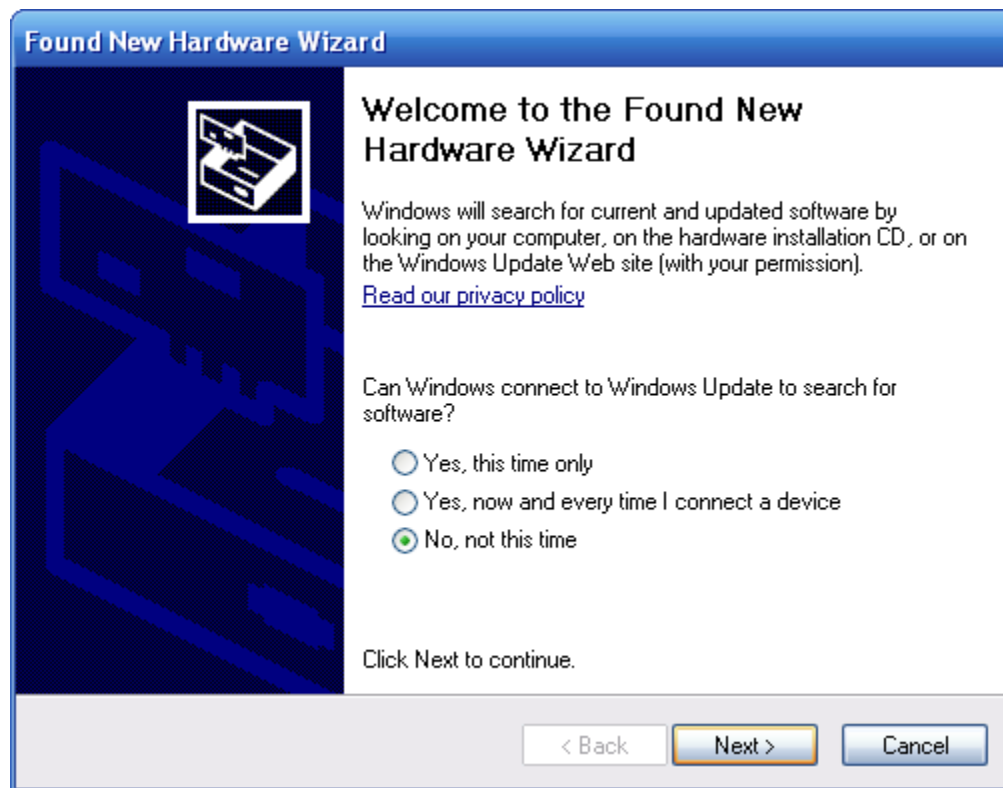 Found New Hardware Wizard
Welcome to the Found New
Hardware Wizard
Windows will search for current and updated software by
looking on your computer, on the hardware installation CD, or on
the Windows Update Web site (with your permission).
Read our privacy policy
Can Windows connect to Windows Update to search for
software?
Yes, this time only
Yes, now and every time I connect a device
No, not this time
Click Next to continue.
< Back
Next >
Cancel